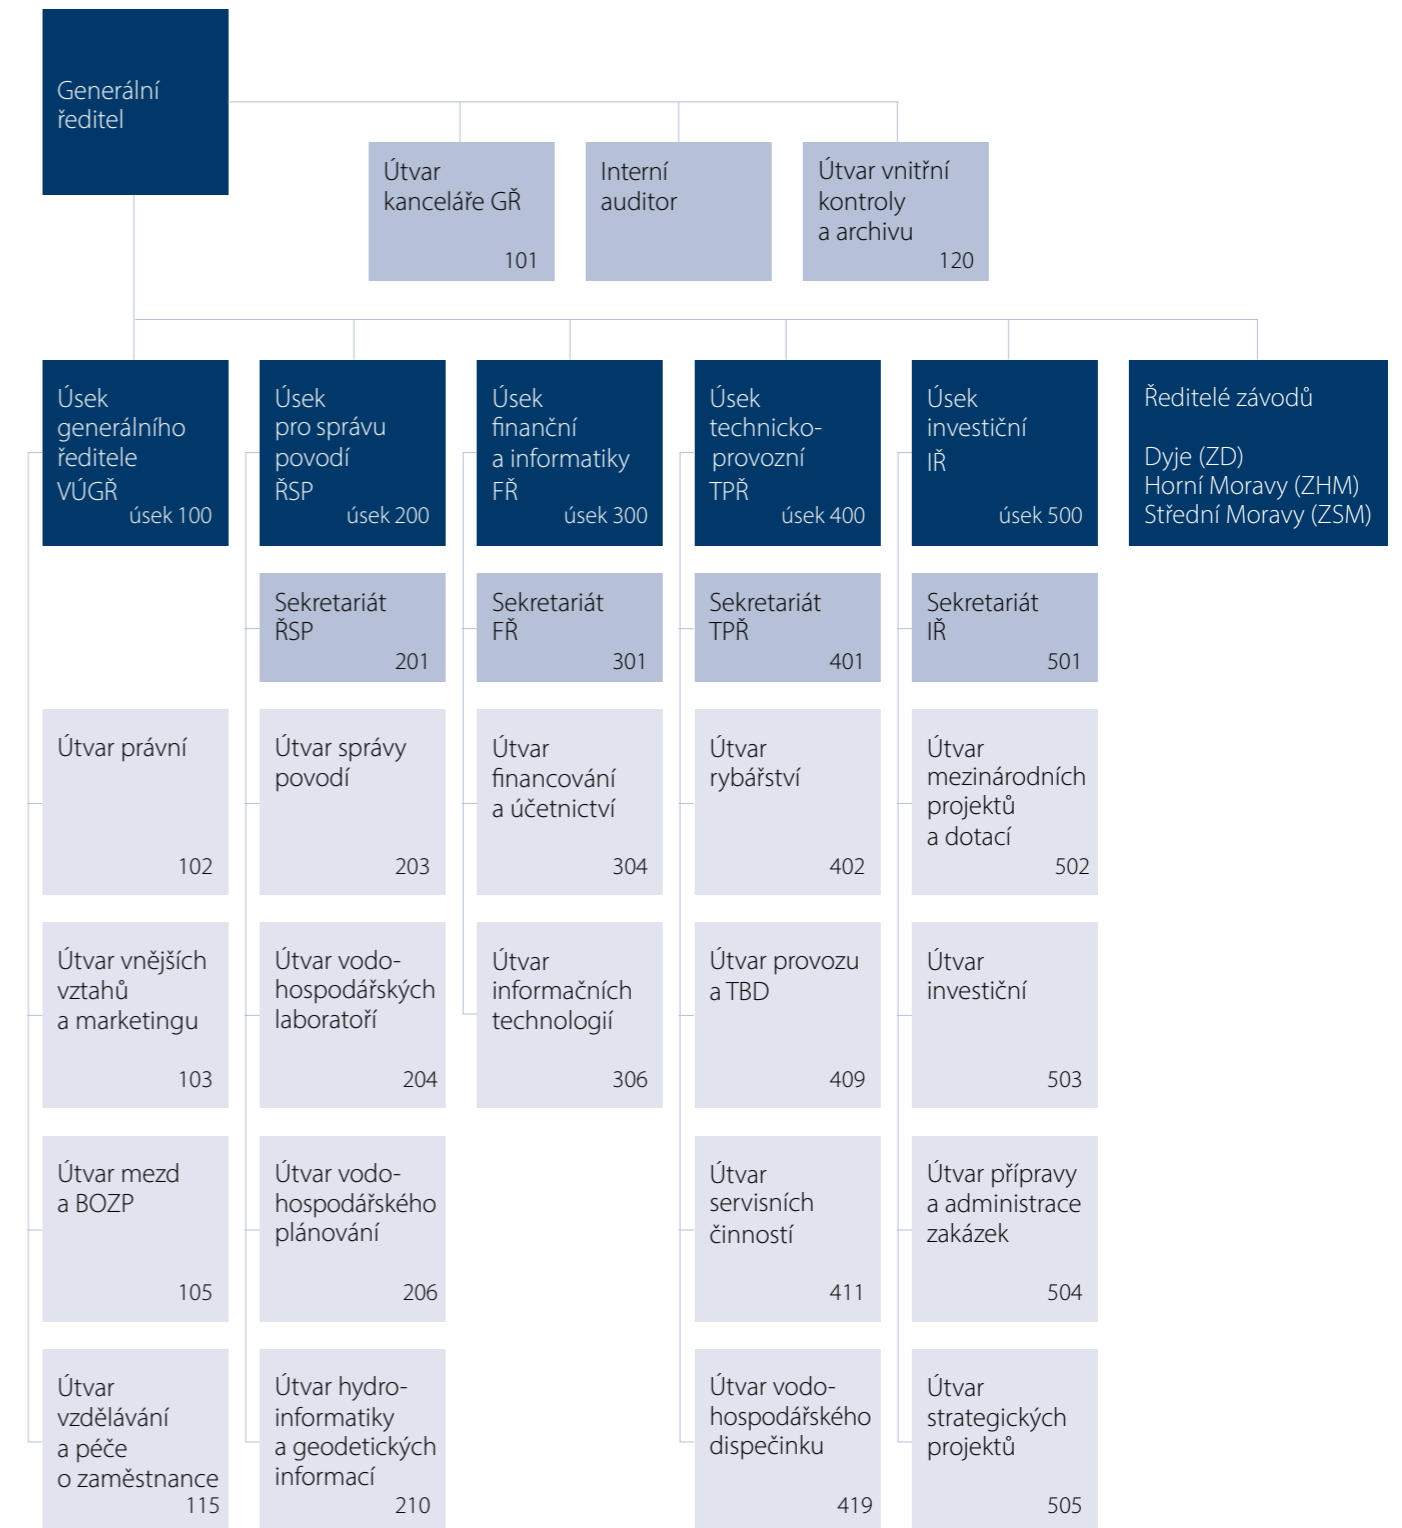 Generální
ředitel
Útvar
kanceláře GŘ
101
Interní
auditor
Útvar vnitřní
kontroly
a archivu
120
Úsek
generálního
ředitele
VÚGŘ
úsek 100
Úsek
pro správu
povodí
ŘSP
úsek 200
Úsek
finanční
a informatiky
FŘ
úsek 300
Úsek
technicko-
provozní
TPŘ
úsek 400
Úsek
investiční
IŘ
úsek 500
Ředitelé závodů
Dyje (ZD)
Horní Moravy (ZHM)
Střední Moravy (ZSM)
Sekretariát
ŘSP
201
Sekretariát
FŘ
301
Sekretariát
TPŘ
401
Sekretariát
IŘ
501
Útvar právní
102
Útvar správy
povodí
203
Útvar
financování
a účetnictví
304
Útvar
rybářství
402
Útvar
mezinárodních
projektů
a dotací
502
Útvar vnějších
vztahů
a marketingu
103
Útvar vodo-
hospodářských
laboratoří
204
Útvar
informačních
technologií
306
Útvar provozu
a TBD
409
Útvar
investiční
503
Útvar mezd
a BOZP
105
Útvar vodo-
hospodářského
plánování
206
Útvar
servisních
činností
411
Útvar přípravy
a administrace
zakázek
504
Útvar
vzdělávání
a péče
o zaměstnance
115
Útvar hydro-
informatiky
a geodetických
informací
210
Útvar vodo-
hospodářského
dispečinku
419
Útvar
strategických
projektů
505